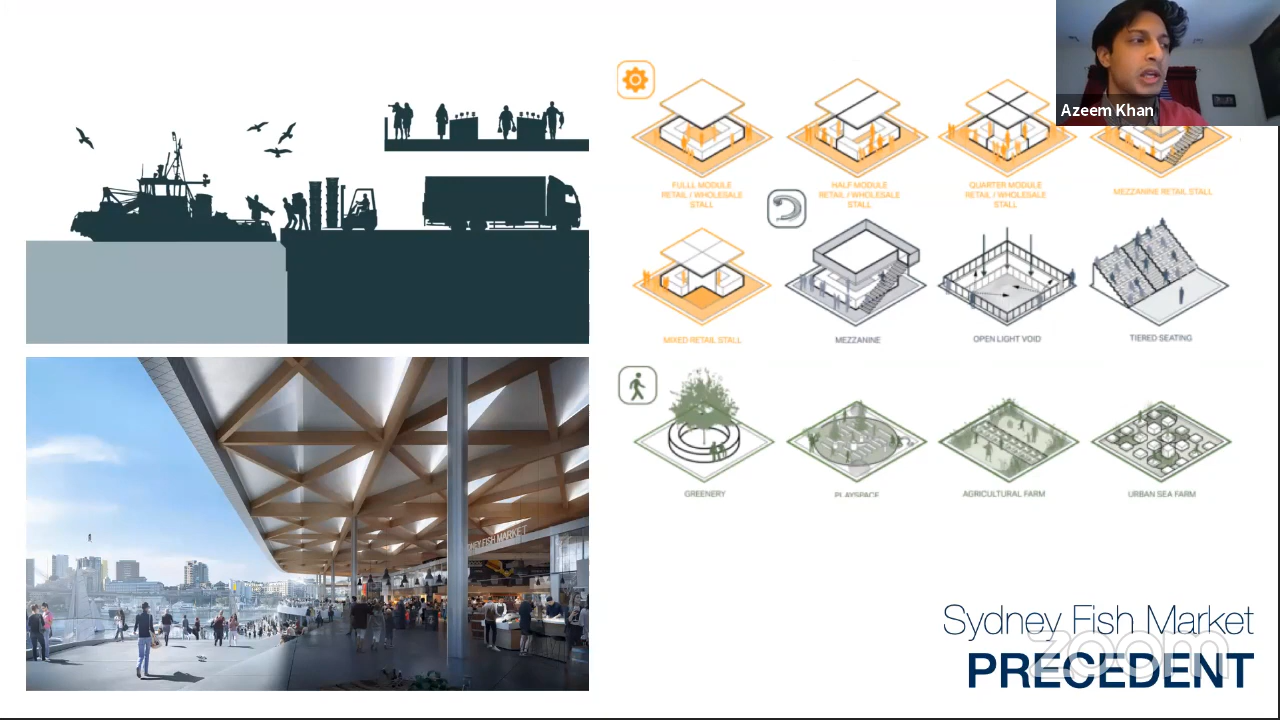 Azeem Khan
FULLL MODULE
RETAIL / WHOLESALE
STALL
HALF MODULE
RETAIL / WHOLESALE
STALL
QUARTER MODULE
RETAIL / WHOLESALE
STALL
MEZZANINE RETAIL STALL
MIXED RETAIL STALL
MEZZANINE
OPEN LIGHT VOID
TIERED SEATING
GREENERY
PLAYSPACE
AGRICULTURAL FARM
URBAN SEA FARM
FISH MARKET
Sydney Fish Market
PRECEDENT
zoom